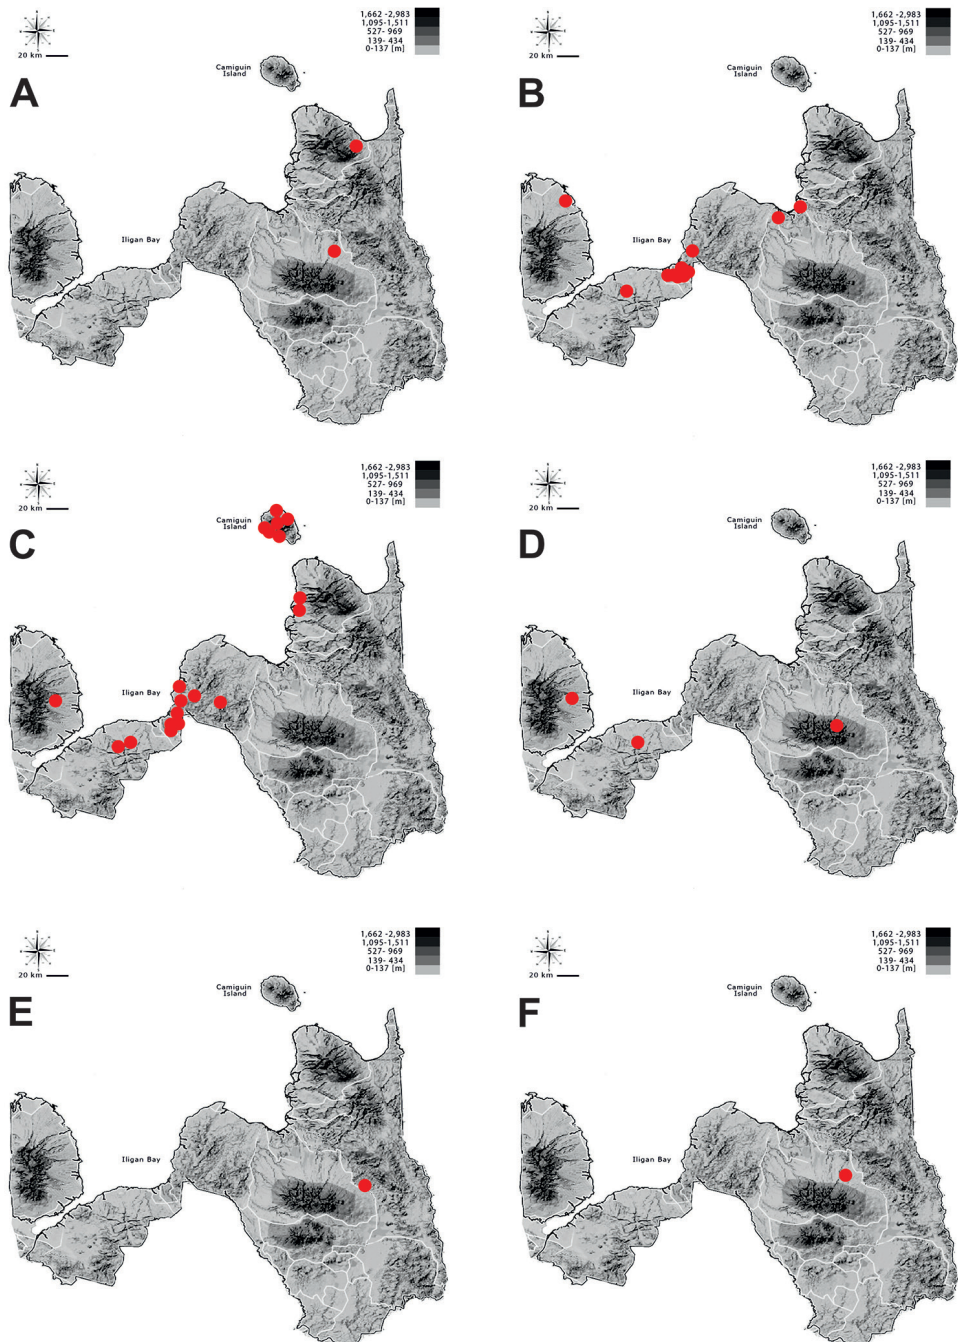 1,662 -2,983
1,095-1,511
527- 969
139- 434
0-137 [m]
20 km
Camiguin
Island
A
Iligan Bay
1,662 -2,983
1,095-1,511
527- 969
139- 434
0-137 [m]
20 km
Camiguin
Island
B
Iligan Bay
1,662 -2,983
1,095-1,511
527- 969
139- 434
0-137 [m]
20 km
Camiguin
Island
C
Iligan Bay
1,662 -2,983
1,095-1,511
527- 969
139- 434
0-137 [m]
20 km
Camiguin
Island
D
Iligan Bay
1,662 -2,983
1,095-1,511
527- 969
139- 434
0-137 [m]
20 km
Camiguin
Island
E
Iligan Bay
1,662 -2,983
1,095-1,511
527- 969
139- 434
0-137 [m]
20 km
Camiguin
Island
F
Iligan Bay